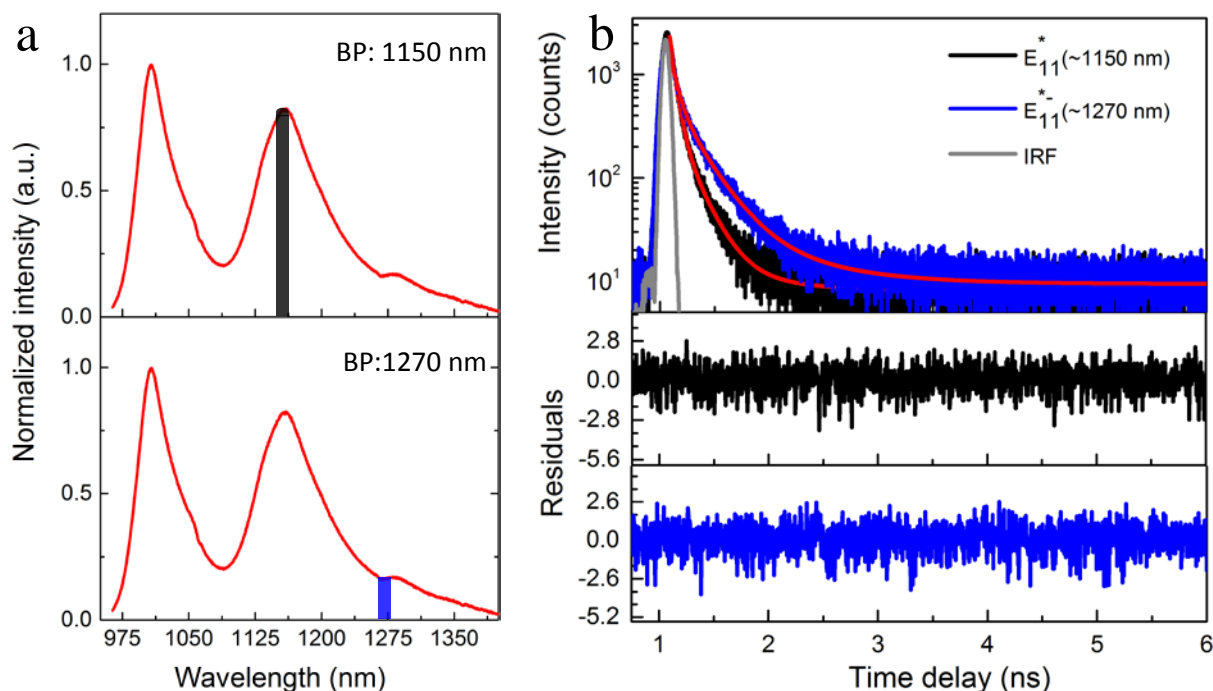 a
BP: 1150 nm
1.0
0.5
0.0
BP:1270 nm
1.0
0.5
0.0
Normalized intensity (a.u.)
975 1050 1125 1200 1275 1350
Wavelength (nm)
b
E11*(~1150 nm)
E11*-(~1270 nm)
IRF
10³
10²
10¹
Intensity (counts)
2.8
0.0
-2.8
-5.6
2.6
0.0
-2.6
-5.2
Residuals
1 2 3 4 5 6
Time delay (ns)